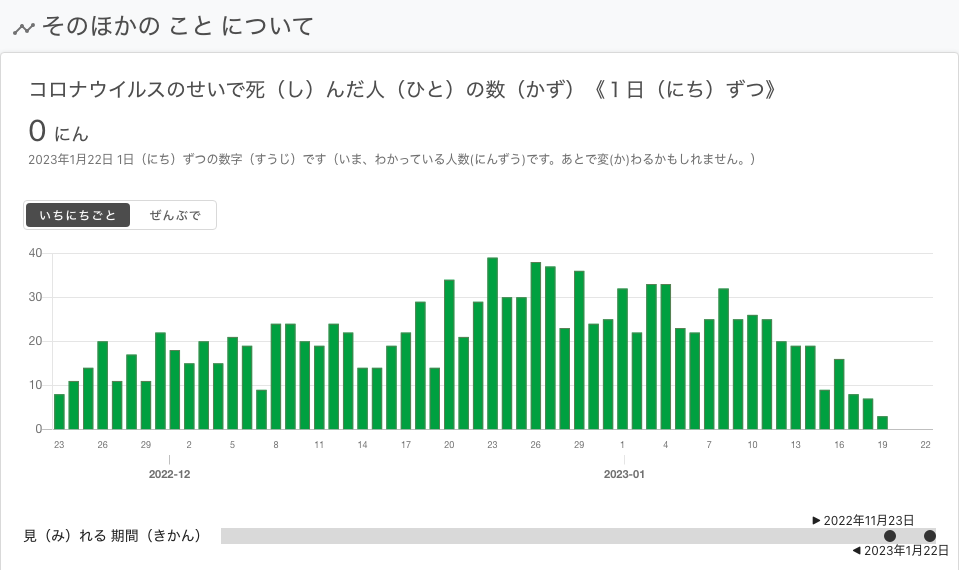 そのほかの こと について
コロナウイルスのせいで死（し）んだ人（ひと）の数（かず）《１日（にち）ずつ》
0 にん
2023年1月22日 1日（にち）ずつの数字（すうじ）です（いま、わかっている人数(にんずう)です。あとで変(か)わるかもしれません。）
いちにちごと ぜんぶで
40
30
20
10
0
23 26 29 2 5 8 11 14 17 20 23 26 29 1 4 7 10 13 16 19 22
2022-12 2023-01
▶ 2022年11月23日
見（み）れる 期間（きかん）
◀ 2023年1月22日